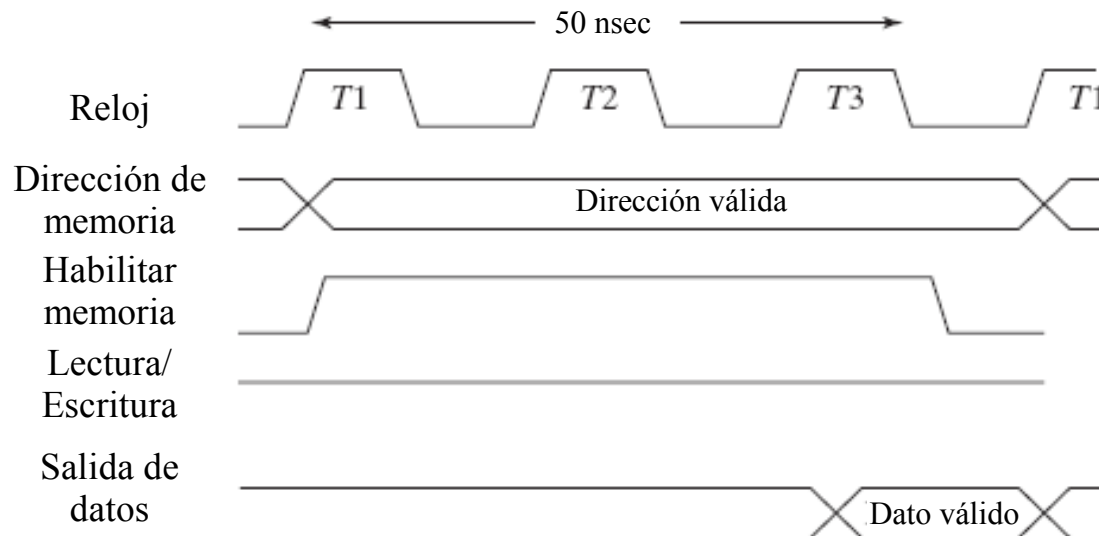 50 nsec
Reloj
T1 T2 T3 T1
Dirección de
memoria
Dirección válida
Habilitar
memoria
Lectura/
Escritura
Salida de
datos
Dato válido